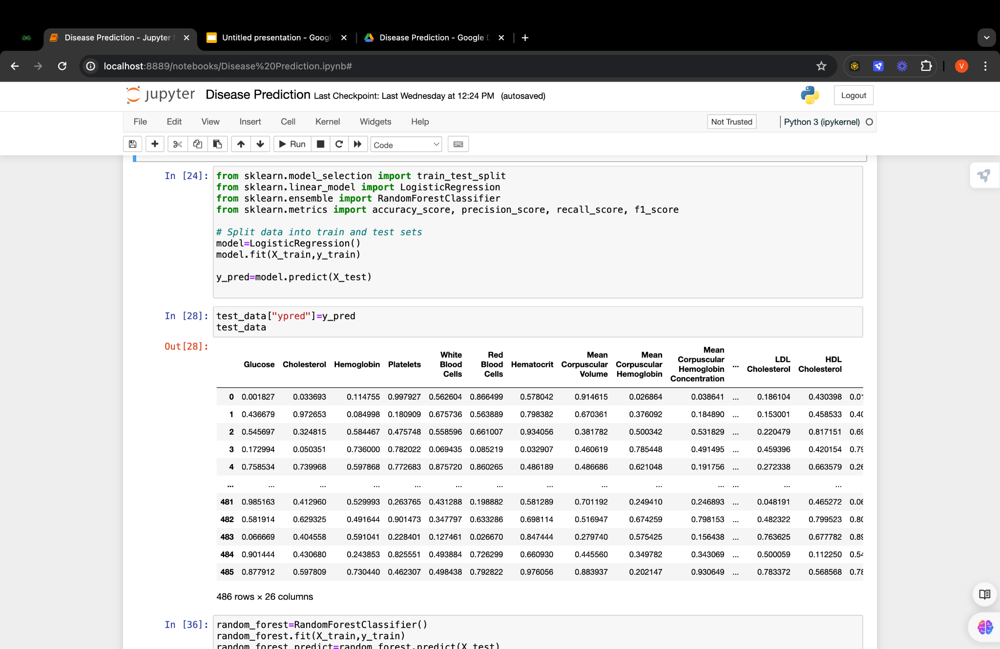 Disease Prediction - Jupyter
Untitled presentation - Googl
Disease Prediction - Google
localhost:8889/notebooks/Disease%20Prediction.ipynb#
V
jupyter Disease Prediction Last Checkpoint: Last Wednesday at 12:24 PM (autosaved)
Logout
File Edit View Insert Cell Kernel Widgets Help
Not Trusted
Python 3 (ipykernel)
Run
Code
In [24]:
from sklearn.model_selection import train_test_split
from sklearn.linear_model import LogisticRegression
from sklearn.ensemble import RandomForestClassifier
from sklearn.metrics import accuracy_score, precision_score, recall_score, f1_score
# Split data into train and test sets
model=LogisticRegression()
model.fit(X_train,y_train)
y_pred=model.predict(X_test)
In [28]:
test_data["ypred"]=y_pred
test_data
Out[28]:
Glucose Cholesterol Hemoglobin Platelets White Blood Cells Red Blood Cells Hematocrit Mean Corpuscular Volume Mean Corpuscular Hemoglobin Mean Corpuscular Hemoglobin Concentration ... LDL Cholesterol HDL Cholesterol
0 0.001827 0.033693 0.114755 0.997927 0.562604 0.866499 0.578042 0.914615 0.026864 0.038641 ... 0.186104 0.430398 0.01
1 0.436679 0.972653 0.084998 0.180909 0.675736 0.563889 0.798382 0.670361 0.376092 0.184890 ... 0.153001 0.458533 0.40
2 0.545697 0.324815 0.584467 0.475748 0.558596 0.661007 0.934056 0.381782 0.500342 0.531829 ... 0.220479 0.817151 0.69
3 0.172994 0.050351 0.736000 0.782022 0.069435 0.085219 0.032907 0.460619 0.785448 0.491495 ... 0.459396 0.420154 0.79
4 0.758534 0.739968 0.597868 0.772683 0.875720 0.860265 0.486189 0.486686 0.621048 0.191756 ... 0.272338 0.663579 0.26
... ... ... ... ... ... ... ... ... ... ... ... ... ...
481 0.985163 0.412960 0.529993 0.263765 0.431288 0.198882 0.581289 0.701192 0.249410 0.246893 ... 0.048191 0.465272 0.06
482 0.581914 0.629325 0.491644 0.901473 0.347797 0.633286 0.698114 0.516947 0.674259 0.798153 ... 0.482322 0.799523 0.80
483 0.066669 0.404558 0.591041 0.228401 0.127461 0.026670 0.847444 0.279740 0.575425 0.156438 ... 0.763625 0.677782 0.89
484 0.901444 0.430680 0.243853 0.825551 0.493884 0.726299 0.660930 0.445560 0.349782 0.343069 ... 0.500059 0.112250 0.54
485 0.877912 0.597809 0.730440 0.462307 0.498438 0.792822 0.976056 0.883937 0.202147 0.930649 ... 0.783372 0.568568 0.78
486 rows × 26 columns
In [36]:
random_forest=RandomForestClassifier()
random_forest.fit(X_train,y_train)
random_forest_predict=random_forest.predict(X_test)